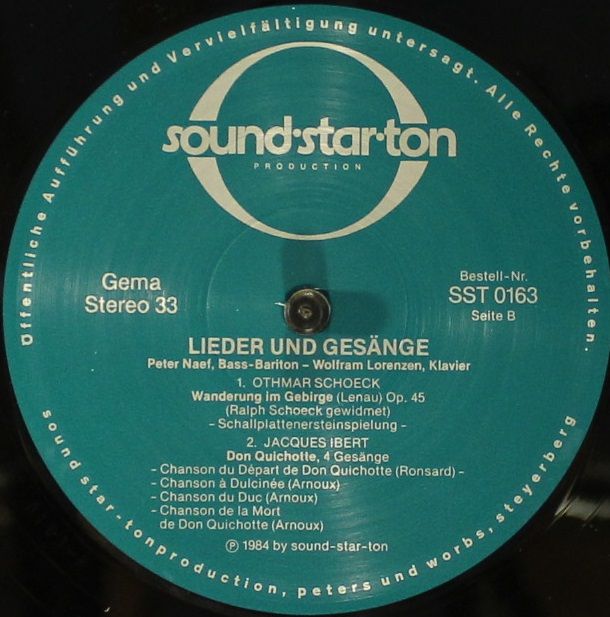 Öffentliche Aufführung und Vervielfältigung untersagt. Alle Rechte vorbehalten.
sound·star·ton
PRODUCTION
Gema
Stereo 33
Bestell-Nr.
SST 0163
Seite B
LIEDER UND GESÄNGE
Peter Naef, Bass-Bariton – Wolfram Lorenzen, Klavier
1. OTHMAR SCHOECK
Wanderung im Gebirge (Lenau) Op. 45
(Ralph Schoeck gewidmet)
- Schallplattenersteinspielung -
2. JACQUES IBERT
Don Quichotte, 4 Gesänge
- Chanson du Départ de Don Quichotte (Ronsard) -
- Chanson à Dulcinée (Arnoux)
- Chanson du Duc (Arnoux)
- Chanson de la Mort
de Don Quichotte (Arnoux)
℗ 1984 by sound-star-ton
sound star-tonproduction, peters und worbs, steyerberg